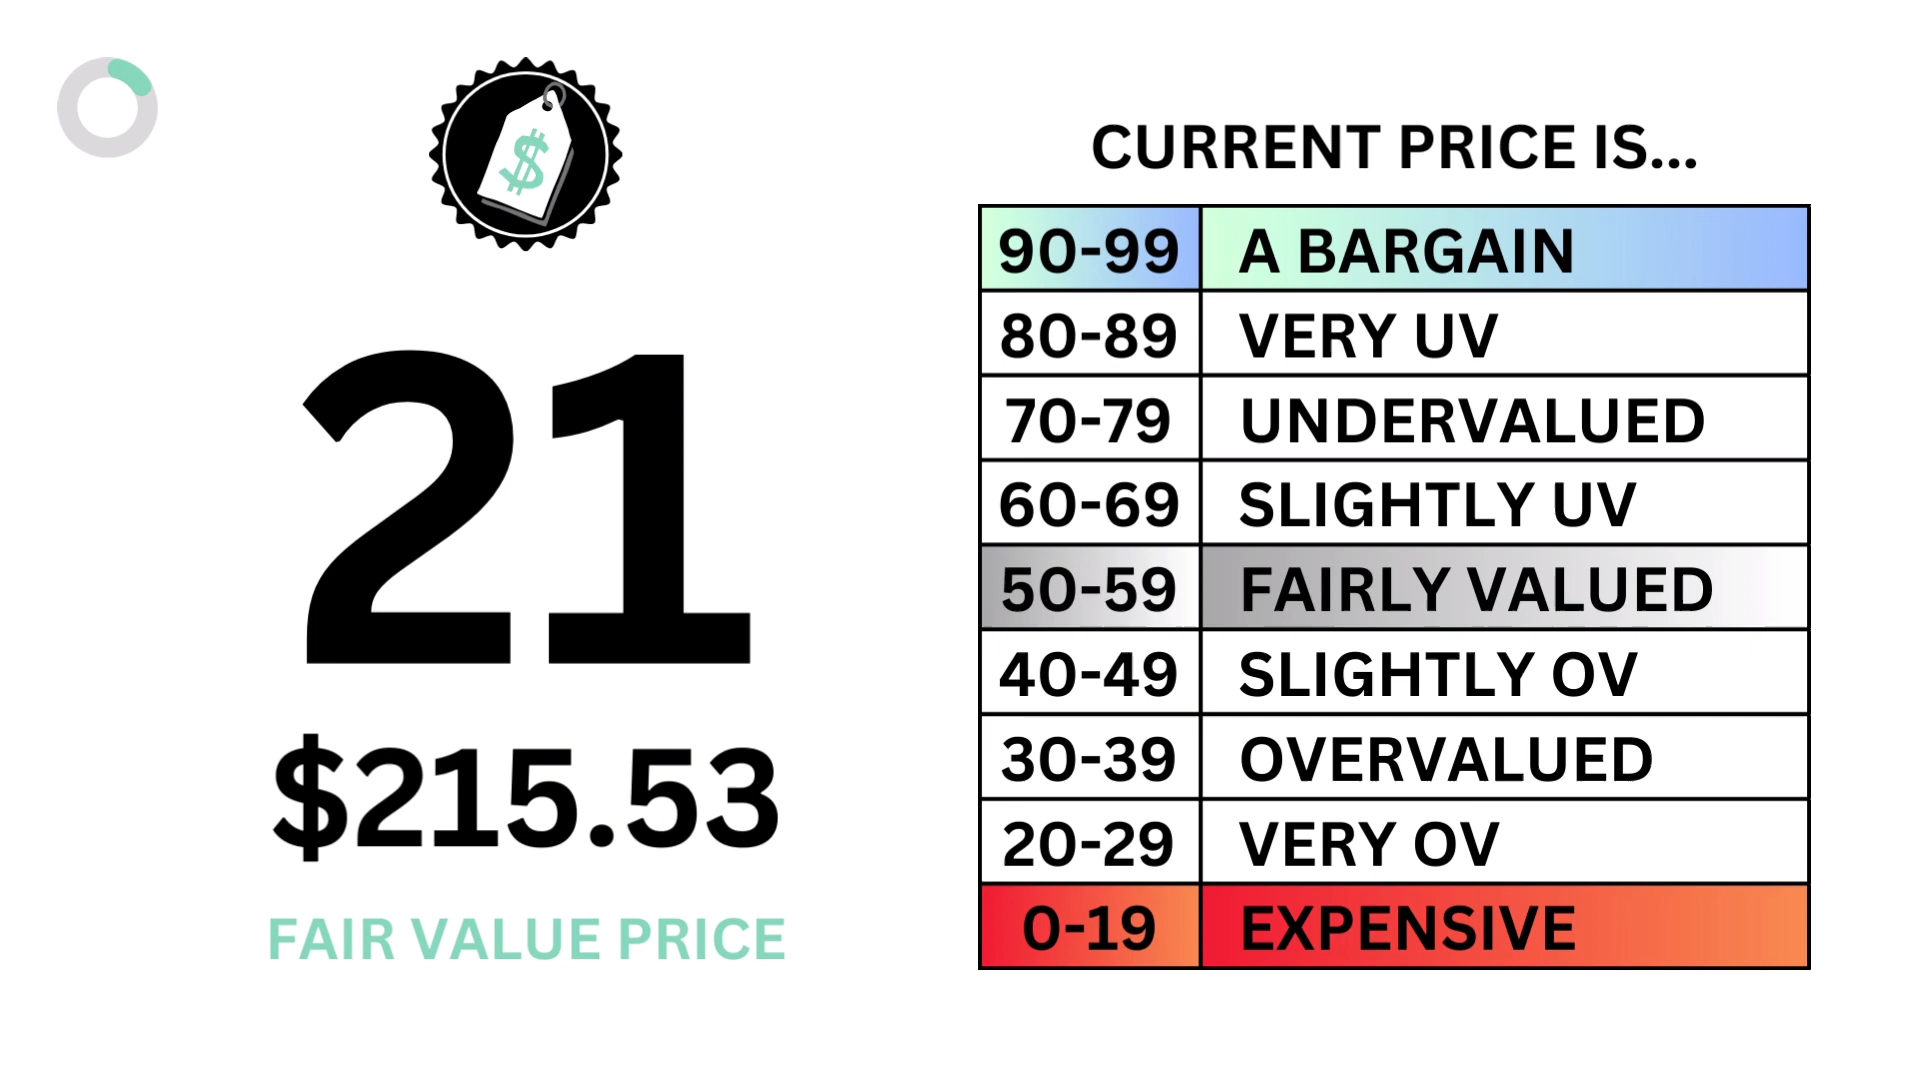 $
21
$215.53
FAIR VALUE PRICE
CURRENT PRICE IS...
90-99 A BARGAIN
80-89 VERY UV
70-79 UNDERVALUED
60-69 SLIGHTLY UV
50-59 FAIRLY VALUED
40-49 SLIGHTLY OV
30-39 OVERVALUED
20-29 VERY OV
0-19 EXPENSIVE